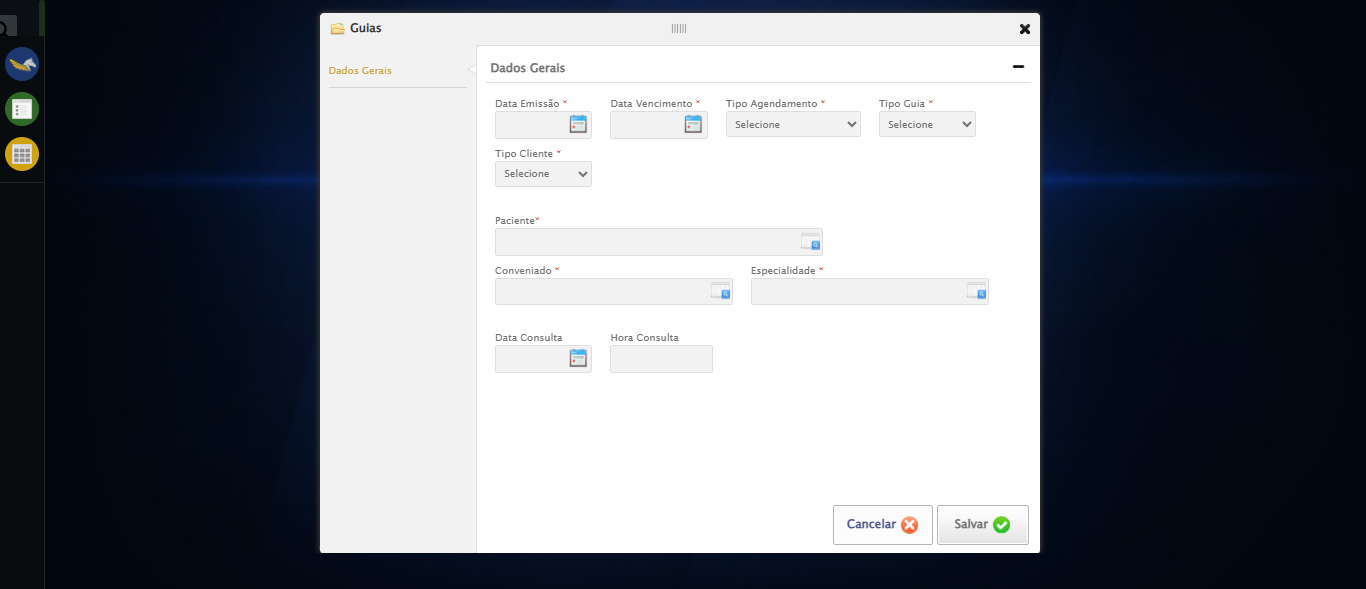 Guias
Dados Gerais
Dados Gerais
Data Emissão * Data Vencimento * Tipo Agendamento * Tipo Guia *
Selecione Selecione
Tipo Cliente *
Selecione
Paciente*
Conveniado * Especialidade *
Data Consulta Hora Consulta
Cancelar Salvar